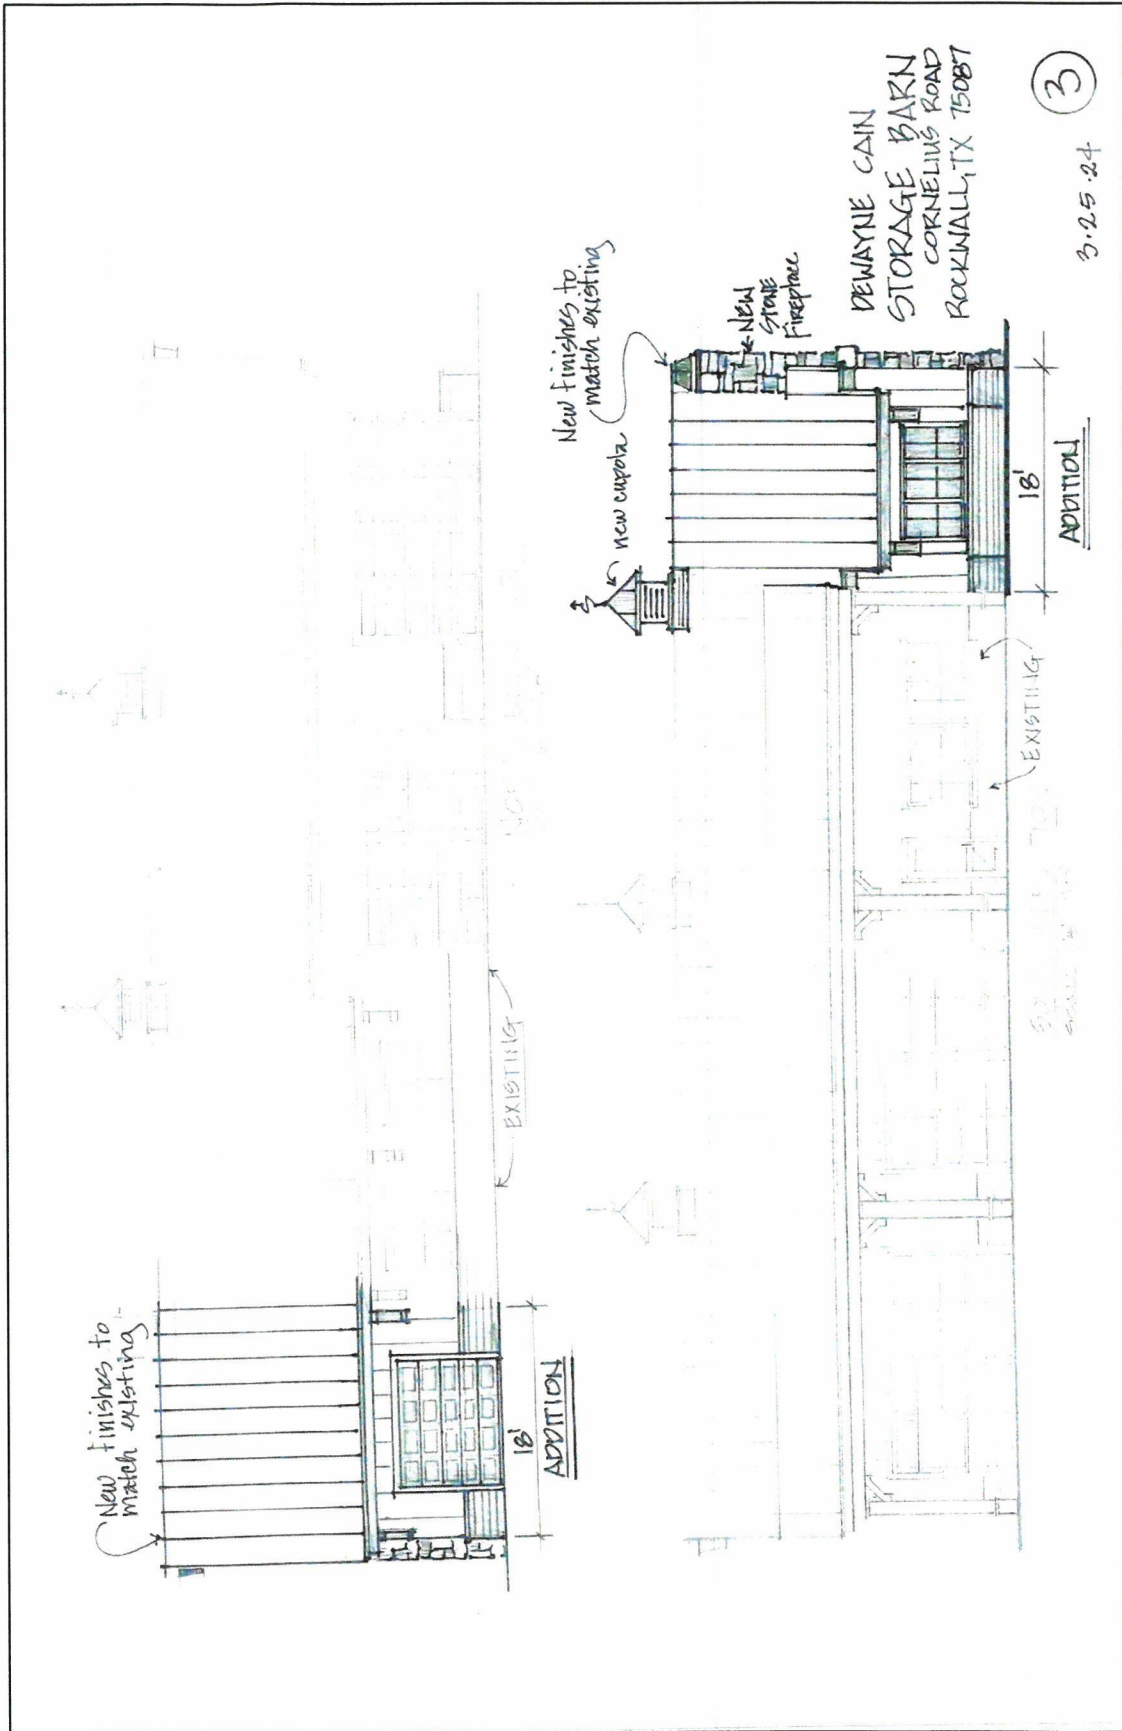 New finishes to
match existing
EXISTING
18'
ADDITION
New finishes to
match existing
new cupola
NEW
STONE
Fireplace
EXISTING
18'
ADDITION
DEWAYNE CAIN
STORAGE BARN
CORNELIUS ROAD
ROCKWALL, TX 75087
3.25.24
3